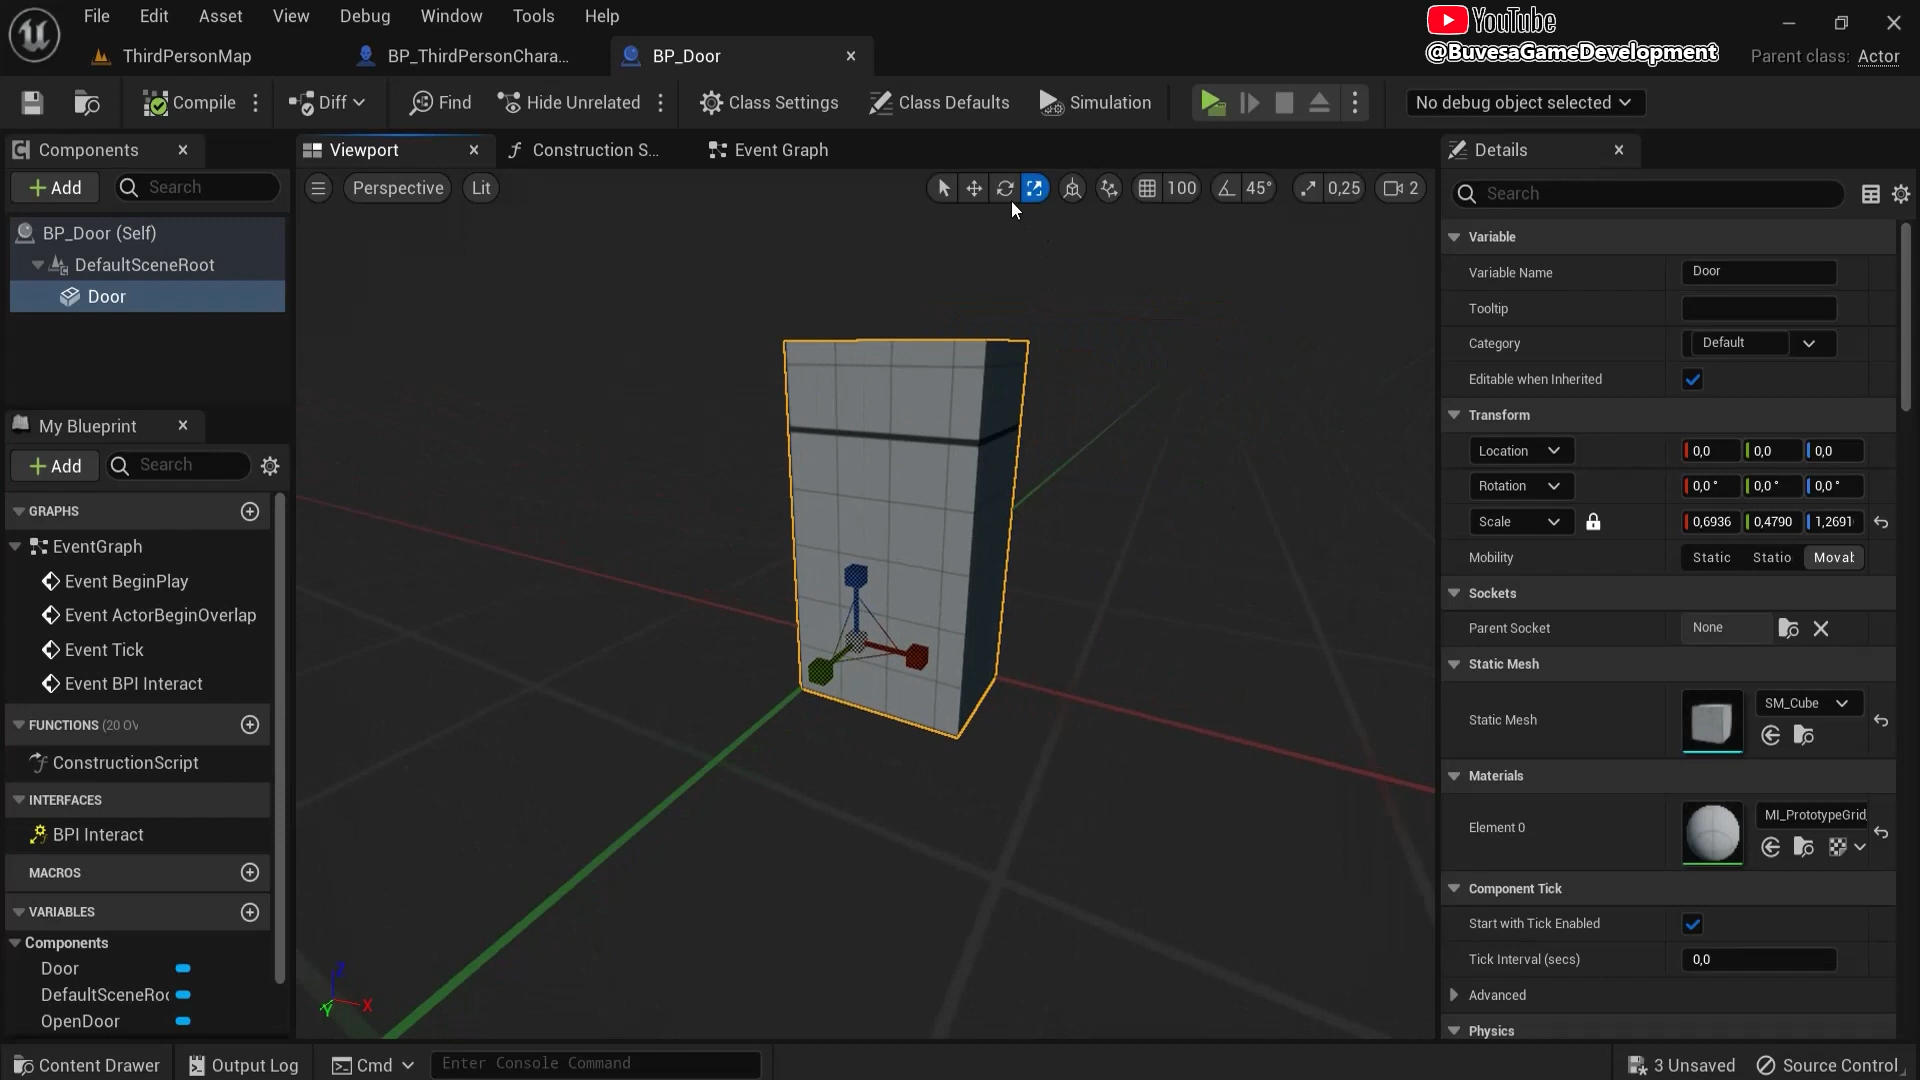 File Edit Asset View Debug Window Tools Help
YouTube
@BuvesaGameDevelopment
ThirdPersonMap BP_ThirdPersonChara... BP_Door Parent class: Actor
Compile Diff Find Hide Unrelated Class Settings Class Defaults Simulation No debug object selected
Components
Add Search
BP_Door (Self)
DefaultSceneRoot
Door
Viewport Construction S... Event Graph
Perspective Lit 100 45° 0,25 2
My Blueprint
Add Search
GRAPHS
EventGraph
Event BeginPlay
Event ActorBeginOverlap
Event Tick
Event BPI Interact
FUNCTIONS (20 OV
ConstructionScript
INTERFACES
BPI Interact
MACROS
VARIABLES
Components
Door
DefaultSceneRoo
OpenDoor
Z
Y X
Details
Search
Variable
Variable Name Door
Tooltip
Category Default
Editable when Inherited
Transform
Location 0,0 0,0 0,0
Rotation 0,0 ° 0,0 ° 0,0 °
Scale 0,6936 0,4790 1,2691
Mobility Static Statio Movab
Sockets
Parent Socket None
Static Mesh
Static Mesh SM_Cube
Materials
Element 0 MI_PrototypeGrid_
Component Tick
Start with Tick Enabled
Tick Interval (secs) 0,0
Advanced
Physics
Content Drawer Output Log Cmd Enter Console Command 3 Unsaved Source Control